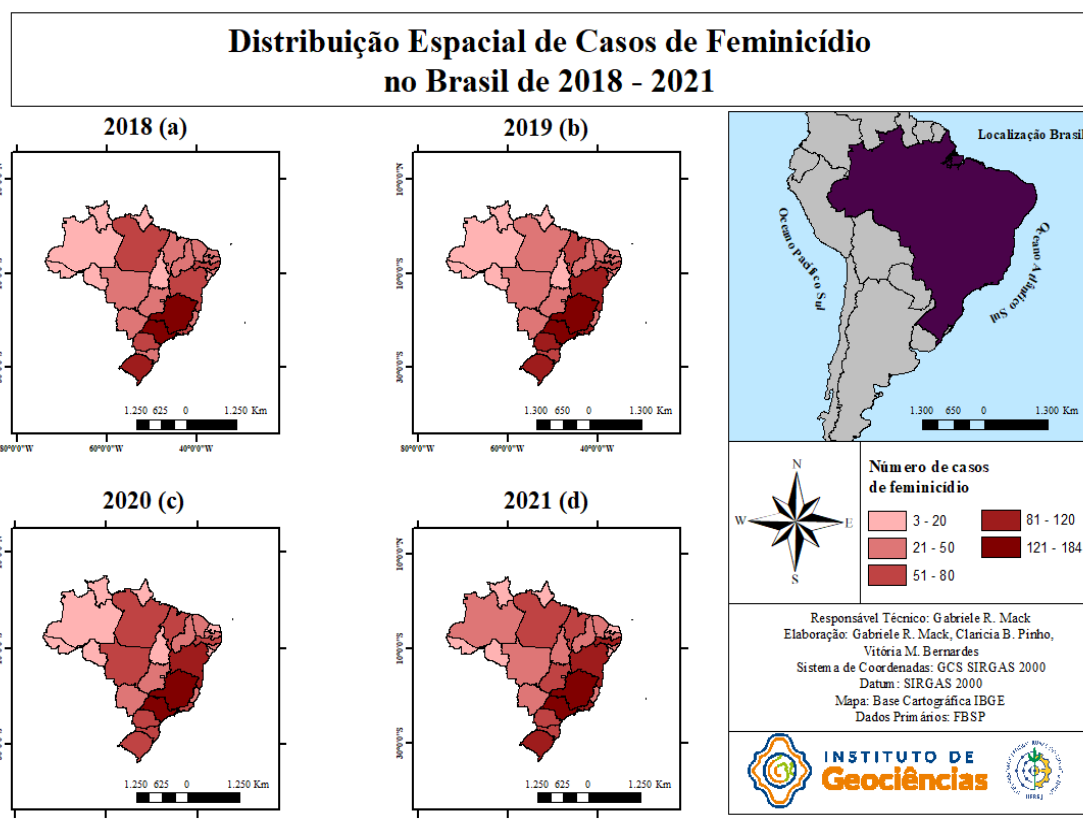 Distribuição Espacial de Casos de Feminicídio
no Brasil de 2018 - 2021
2018 (a)
1.250 625 0 1.250 Km
60°0'0"W
40°0'0"W
2019 (b)
1.300 650 0 1.300 Km
80°0'0"W
60°0'0"W
40°0'0"W
2020 (c)
1.250 625 0 1.250 Km
2021 (d)
1.250 625 0 1.250 Km
Localização Brasil
Oceano Pacífico Sul
Oceano Atlântico Sul
1.300 650 0 1.300 Km
N
W
E
S
Número de casos
de feminicídio
3 - 20
21 - 50
51 - 80
81 - 120
121 - 184
Responsável Técnico: Gabriele R. Mack
Elaboração: Gabriele R. Mack, Claricia B. Pinho,
Vitória M. Bernardes
Sistema de Coordenadas: GCS SIRGAS 2000
Datum: SIRGAS 2000
Mapa: Base Cartográfica IBGE
Dados Primários: FBSP
INSTITUTO DE
Geociências